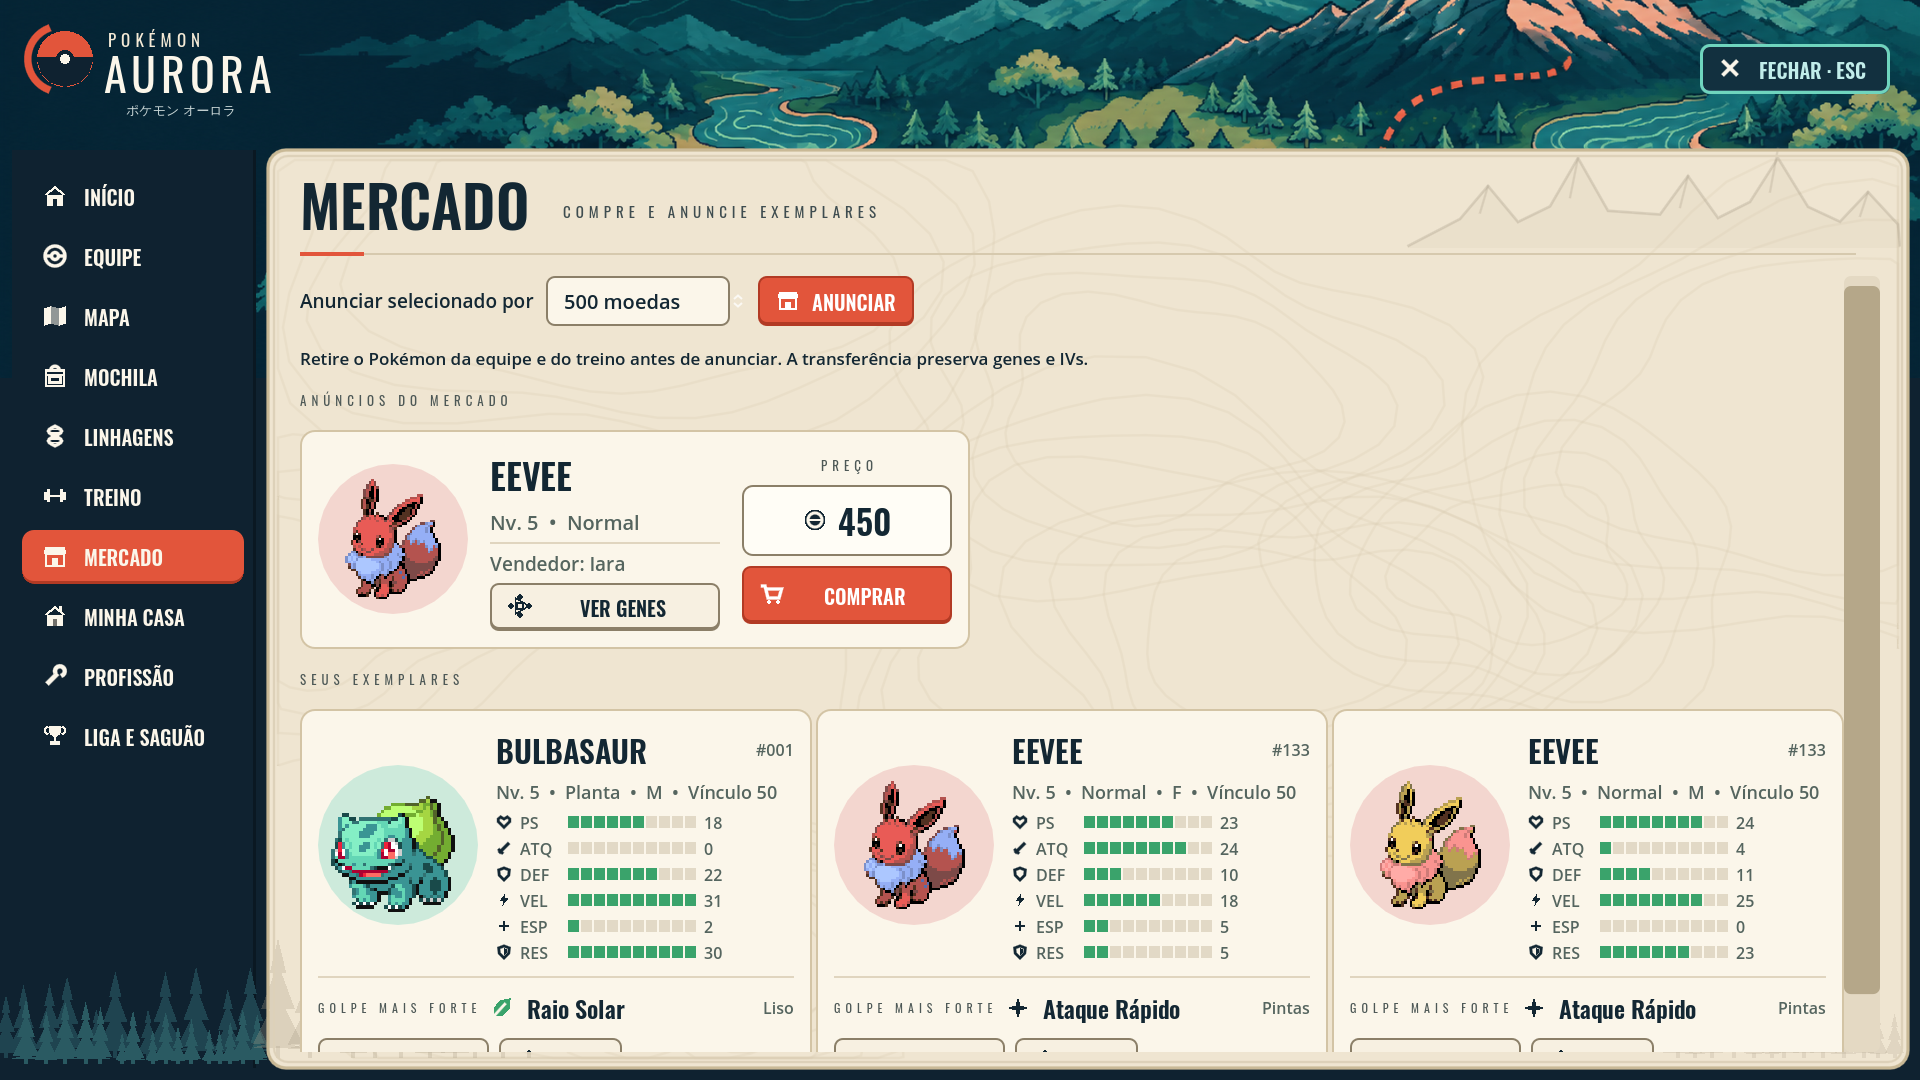 POKÉMON
AURORA
ポケモン オーロラ
FECHAR · ESC
INÍCIO
EQUIPE
MAPA
MOCHILA
LINHAGENS
TREINO
MERCADO
MINHA CASA
PROFISSÃO
LIGA E SAGUÃO
MERCADO COMPRE E ANUNCIE EXEMPLARES
Anunciar selecionado por 500 moedas ANUNCIAR
Retire o Pokémon da equipe e do treino antes de anunciar. A transferência preserva genes e IVs.
ANÚNCIOS DO MERCADO
EEVEE
Nv. 5 • Normal
Vendedor: Iara
VER GENES
PREÇO
450
COMPRAR
SEUS EXEMPLARES
BULBASAUR #001
Nv. 5 • Planta • M • Vínculo 50
PS 18
ATQ 0
DEF 22
VEL 31
ESP 2
RES 30
GOLPE MAIS FORTE Raio Solar Liso
EEVEE #133
Nv. 5 • Normal • F • Vínculo 50
PS 23
ATQ 24
DEF 10
VEL 18
ESP 5
RES 5
GOLPE MAIS FORTE Ataque Rápido Pintas
EEVEE #133
Nv. 5 • Normal • M • Vínculo 50
PS 24
ATQ 4
DEF 11
VEL 25
ESP 0
RES 23
GOLPE MAIS FORTE Ataque Rápido Pintas